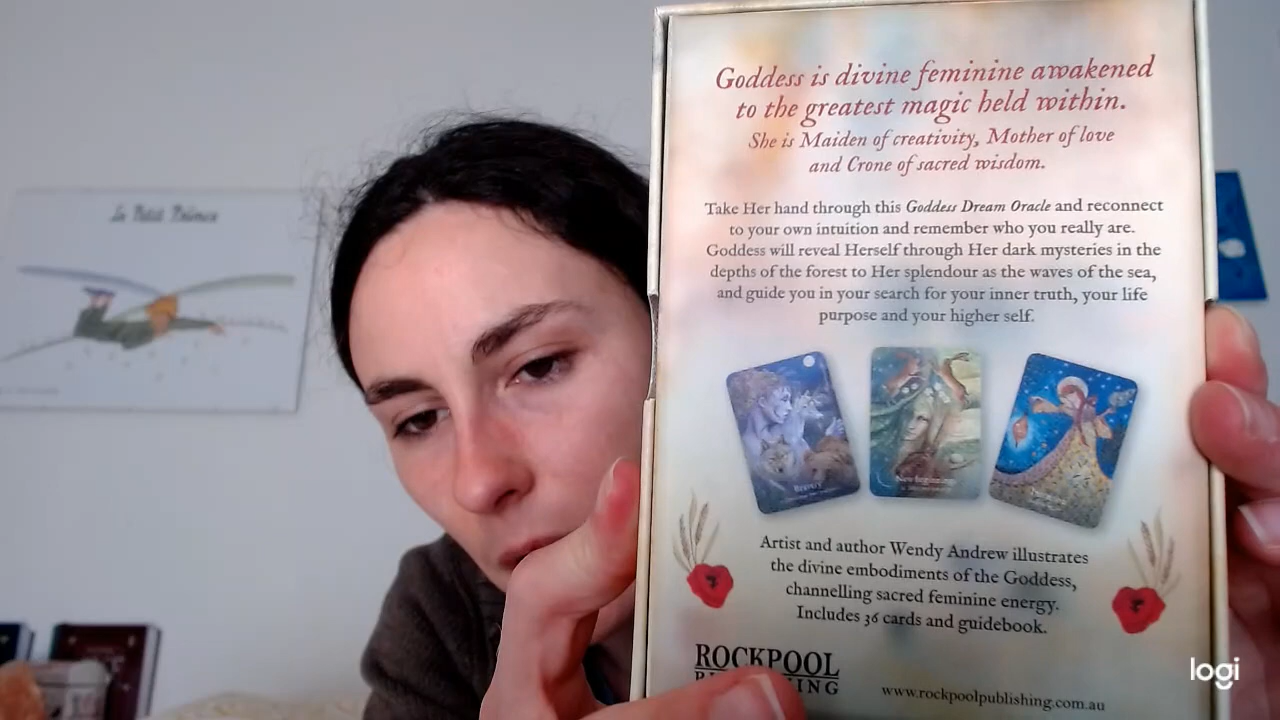 Le Petit Prince
Goddess is divine feminine awakened
to the greatest magic held within.
She is Maiden of creativity, Mother of love
and Crone of sacred wisdom.
Take Her hand through this Goddess Dream Oracle and reconnect
to your own intuition and remember who you really are.
Goddess will reveal Herself through Her dark mysteries in the
depths of the forest to Her splendour as the waves of the sea,
and guide you in your search for your inner truth, your life
purpose and your higher self.
New beginnings
Artist and author Wendy Andrew illustrates
the divine embodiments of the Goddess,
channelling sacred feminine energy.
Includes 36 cards and guidebook.
ROCKPOOL
www.rockpoolpublishing.com.au
logi